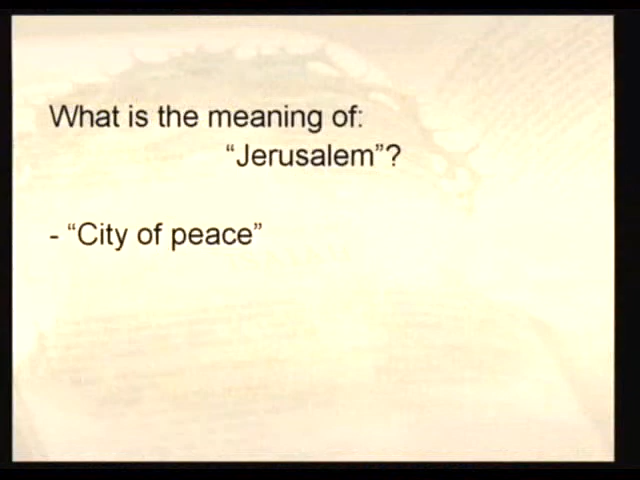 What is the meaning of:
“Jerusalem”?
- “City of peace”